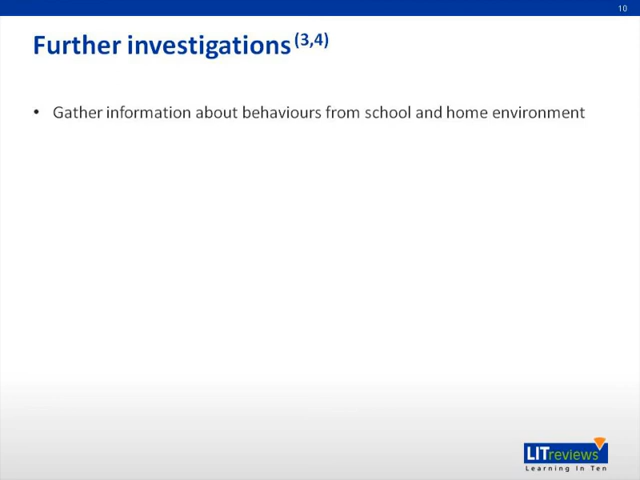 10
Further investigations (3,4)
• Gather information about behaviours from school and home environment
LITreviews
Learning In Ten